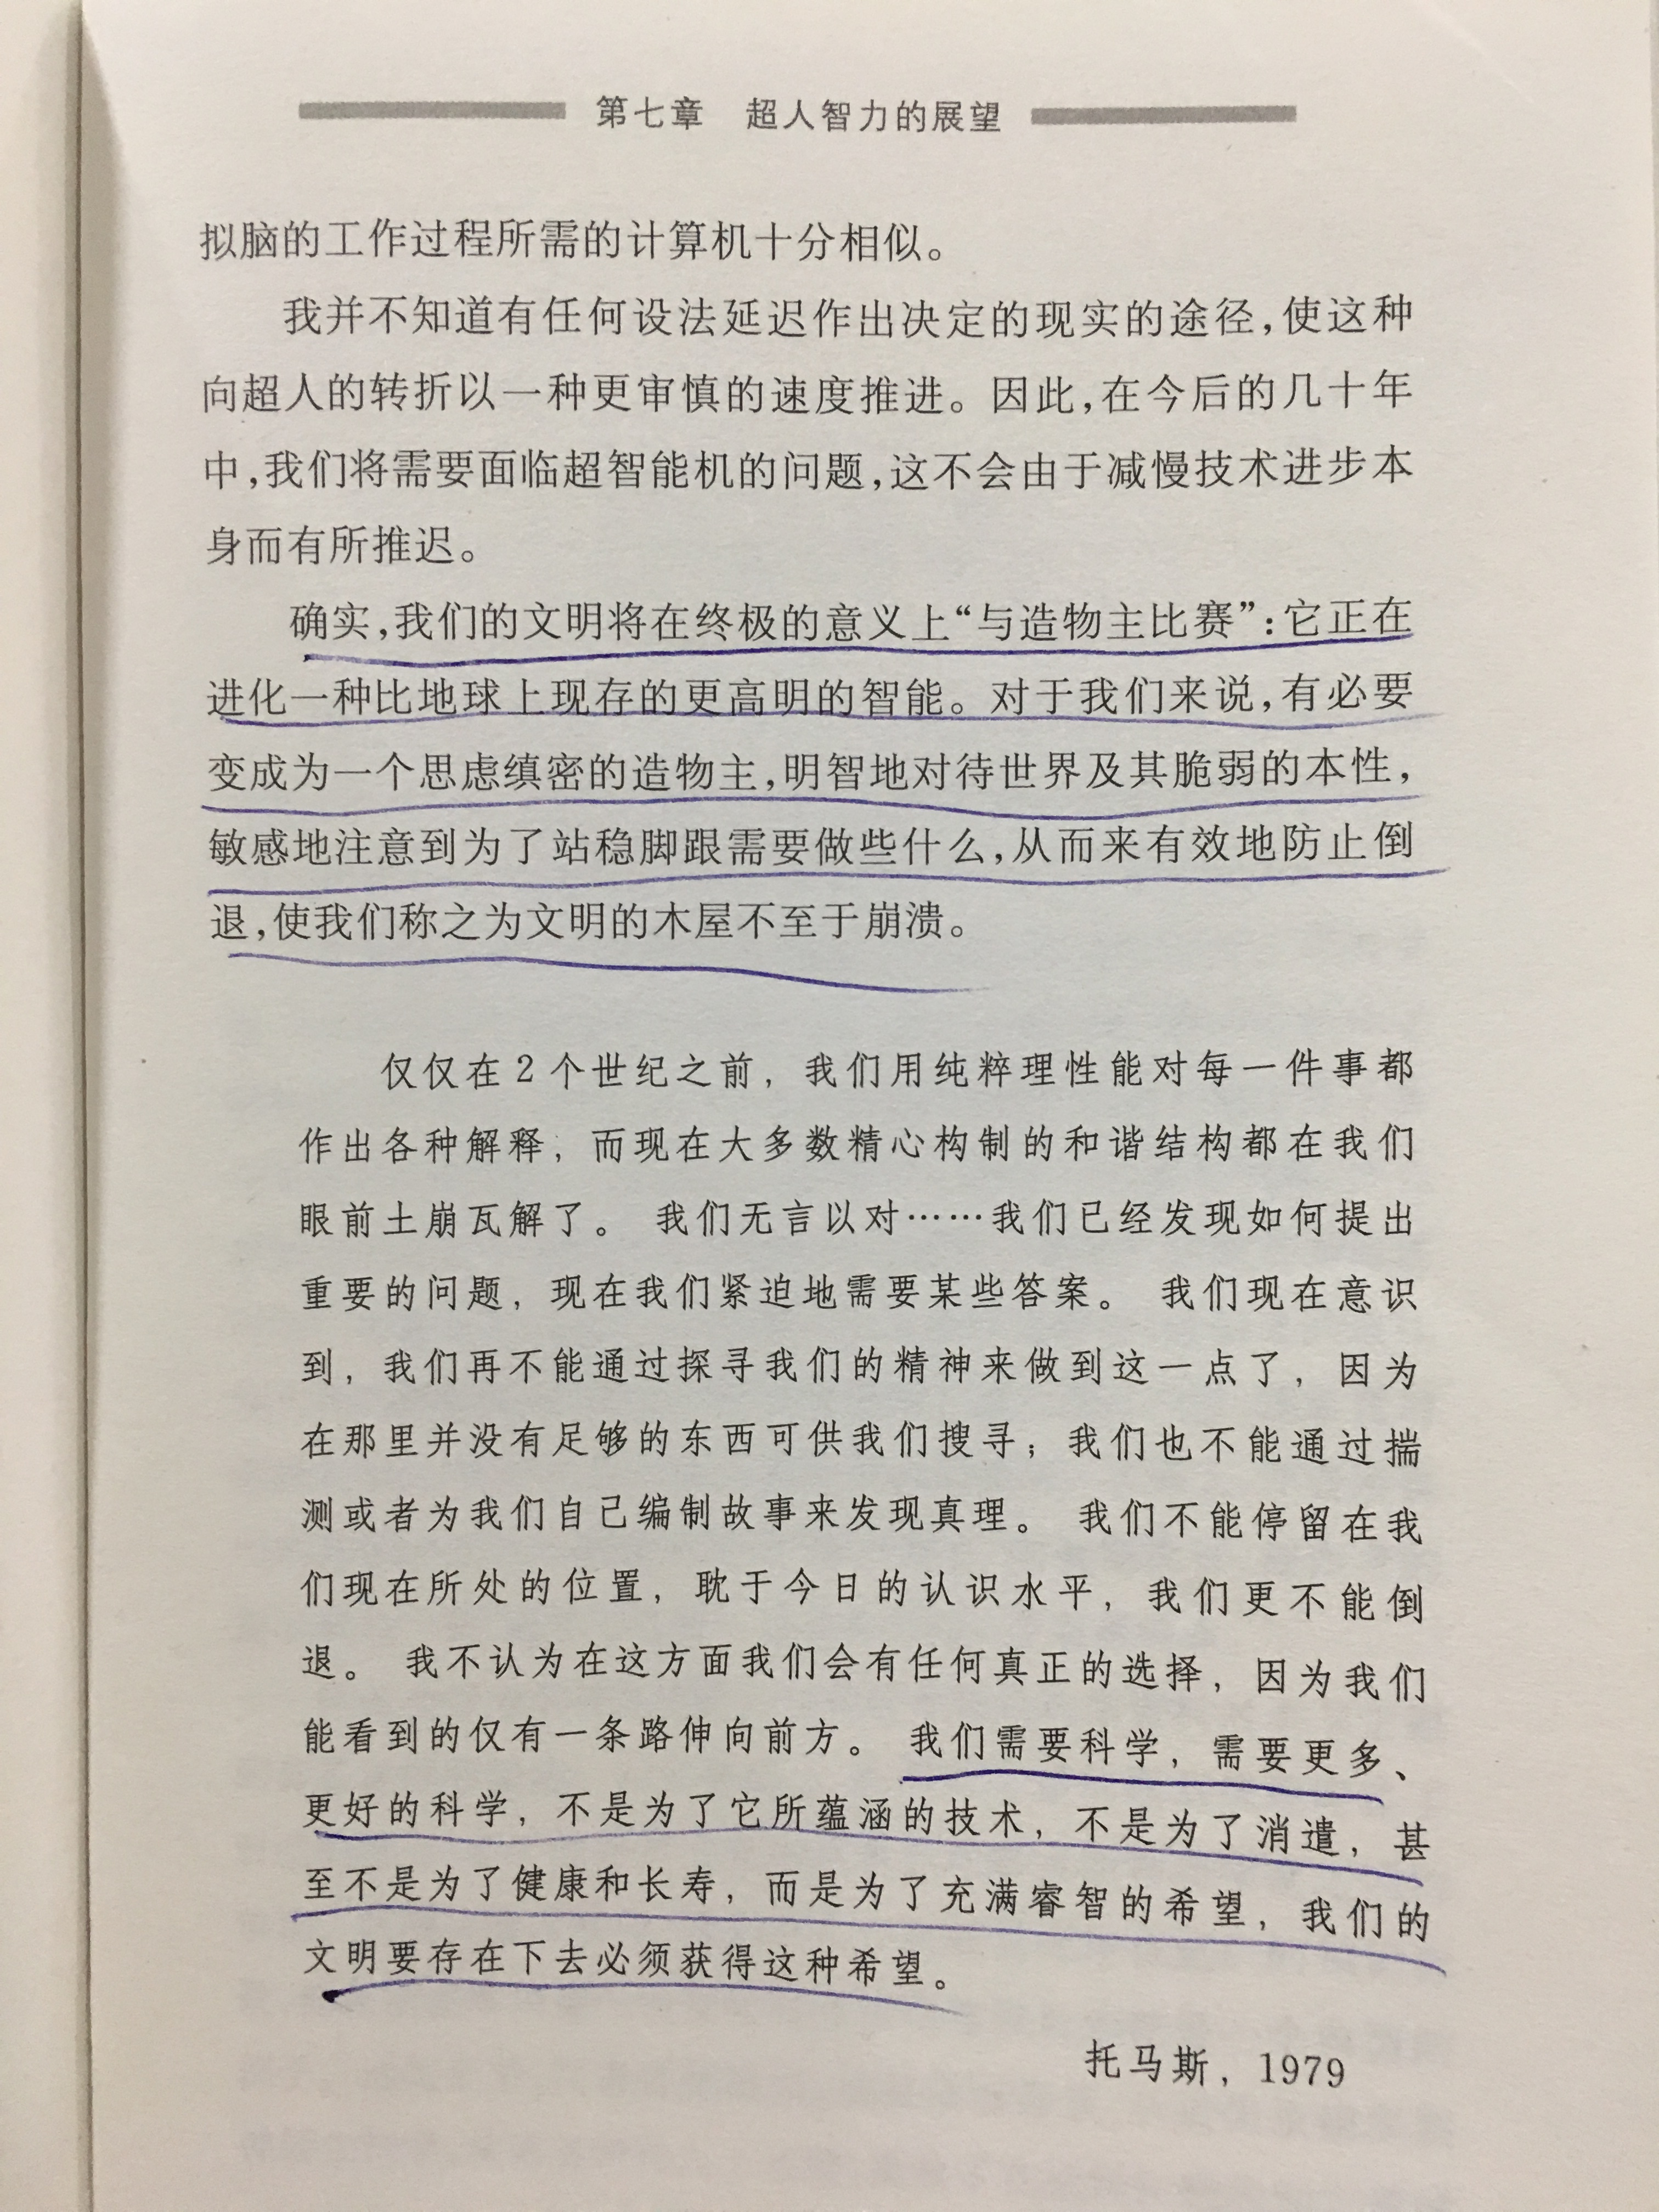 第七章 超人智力的展望
拟脑的工作过程所需的计算机十分相似。
我并不知道有任何设法延迟作出决定的现实的途径,使这种
向超人的转折以一种更审慎的速度推进。因此,在今后的几十年
中,我们将需要面临超智能机的问题,这不会由于减慢技术进步本
身而有所推迟。
确实,我们的文明将在终极的意义上“与造物主比赛”:它正在
进化一种比地球上现存的更高明的智能。对于我们来说,有必要
变成为一个思虑缜密的造物主,明智地对待世界及其脆弱的本性,
敏感地注意到为了站稳脚跟需要做些什么,从而来有效地防止倒
退,使我们称之为文明的木屋不至于崩溃。
仅仅在2个世纪之前,我们用纯粹理性能对每一件事都
作出各种解释;而现在大多数精心构制的和谐结构都在我们
眼前土崩瓦解了。我们无言以对……我们已经发现如何提出
重要的问题,现在我们紧迫地需要某些答案。我们现在意识
到,我们再不能通过探寻我们的精神来做到这一点了,因为
在那里并没有足够的东西可供我们搜寻;我们也不能通过揣
测或者为我们自己编制故事来发现真理。我们不能停留在我
们现在所处的位置,耽于今日的认识水平,我们更不能倒
退。我不认为在这方面我们会有任何真正的选择,因为我们
能看到的仅有一条路伸向前方。我们需要科学,需要更多、
更好的科学,不是为了它所蕴涵的技术,不是为了消遣,甚
至不是为了健康和长寿,而是为了充满睿智的希望,我们的
文明要存在下去必须获得这种希望。
托马斯,1979